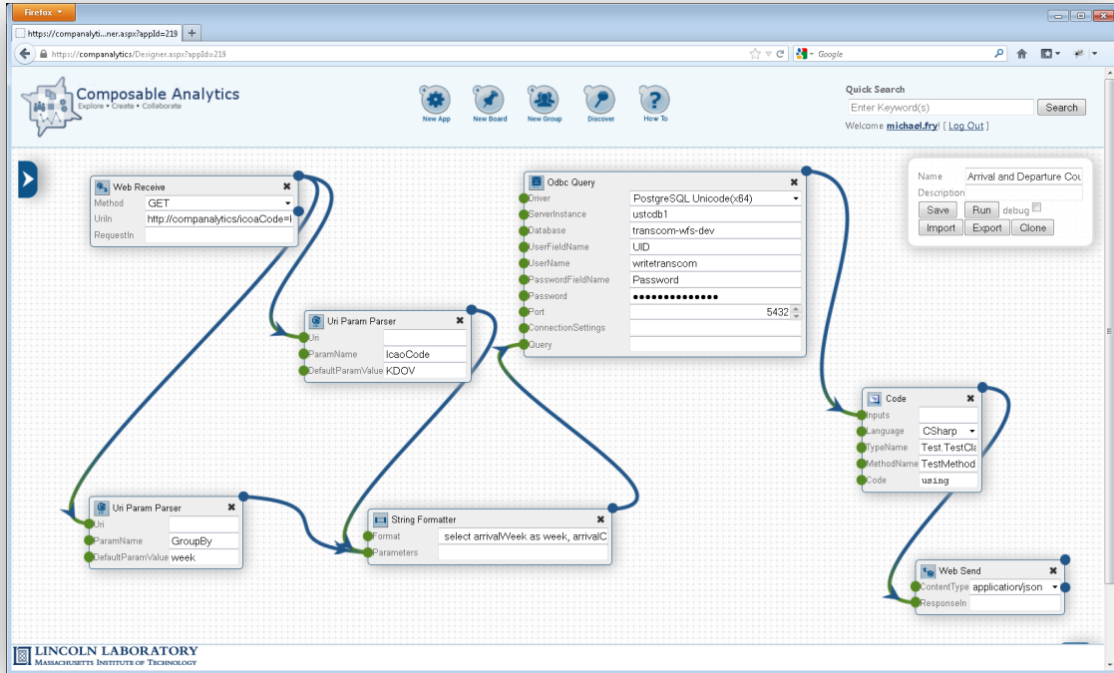 Firefox
https://companalyti...ner.aspx?appId=219
https://companalytics/Designer.aspx?appId=219
Google
Composable Analytics
Explore • Create • Collaborate
New App
New Board
New Group
Discover
How To
Quick Search
Enter Keyword(s)
Search
Welcome michael.fry! [ Log Out ]
Name
Arrival and Departure Cou
Description
Save
Run
debug
Import
Export
Clone
Web Receive
Method
GET
UriIn
http://companalytics/icoaCode=
RequestIn
Odbc Query
Driver
PostgreSQL Unicode(x64)
ServerInstance
ustcdb1
Database
transcom-wfs-dev
UserFieldName
UID
UserName
writetranscom
PasswordFieldName
Password
Password
●●●●●●●●●●●●●●
Port
5432
ConnectionSettings
Query
Uri Param Parser
Uri
ParamName
IcaoCode
DefaultParamValue
KDOV
Code
Inputs
Language
CSharp
TypeName
Test.TestCla
MethodName
TestMethod
Code
using
Uri Param Parser
Uri
ParamName
GroupBy
DefaultParamValue
week
String Formatter
Format
select arrivalWeek as week, arrivalC
Parameters
Web Send
ContentType
application/json
ResponseIn
LINCOLN LABORATORY
MASSACHUSETTS INSTITUTE OF TECHNOLOGY